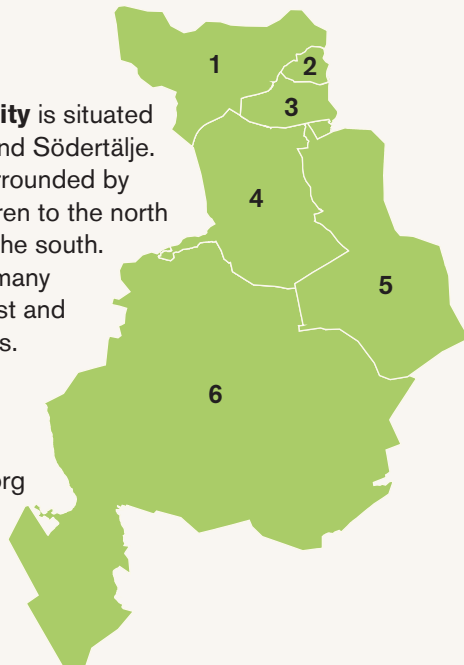 ity is situated
nd Södertälje.
rrounded by
ren to the north
he south.
many
st and
s.
org
1
2
3
4
5
6